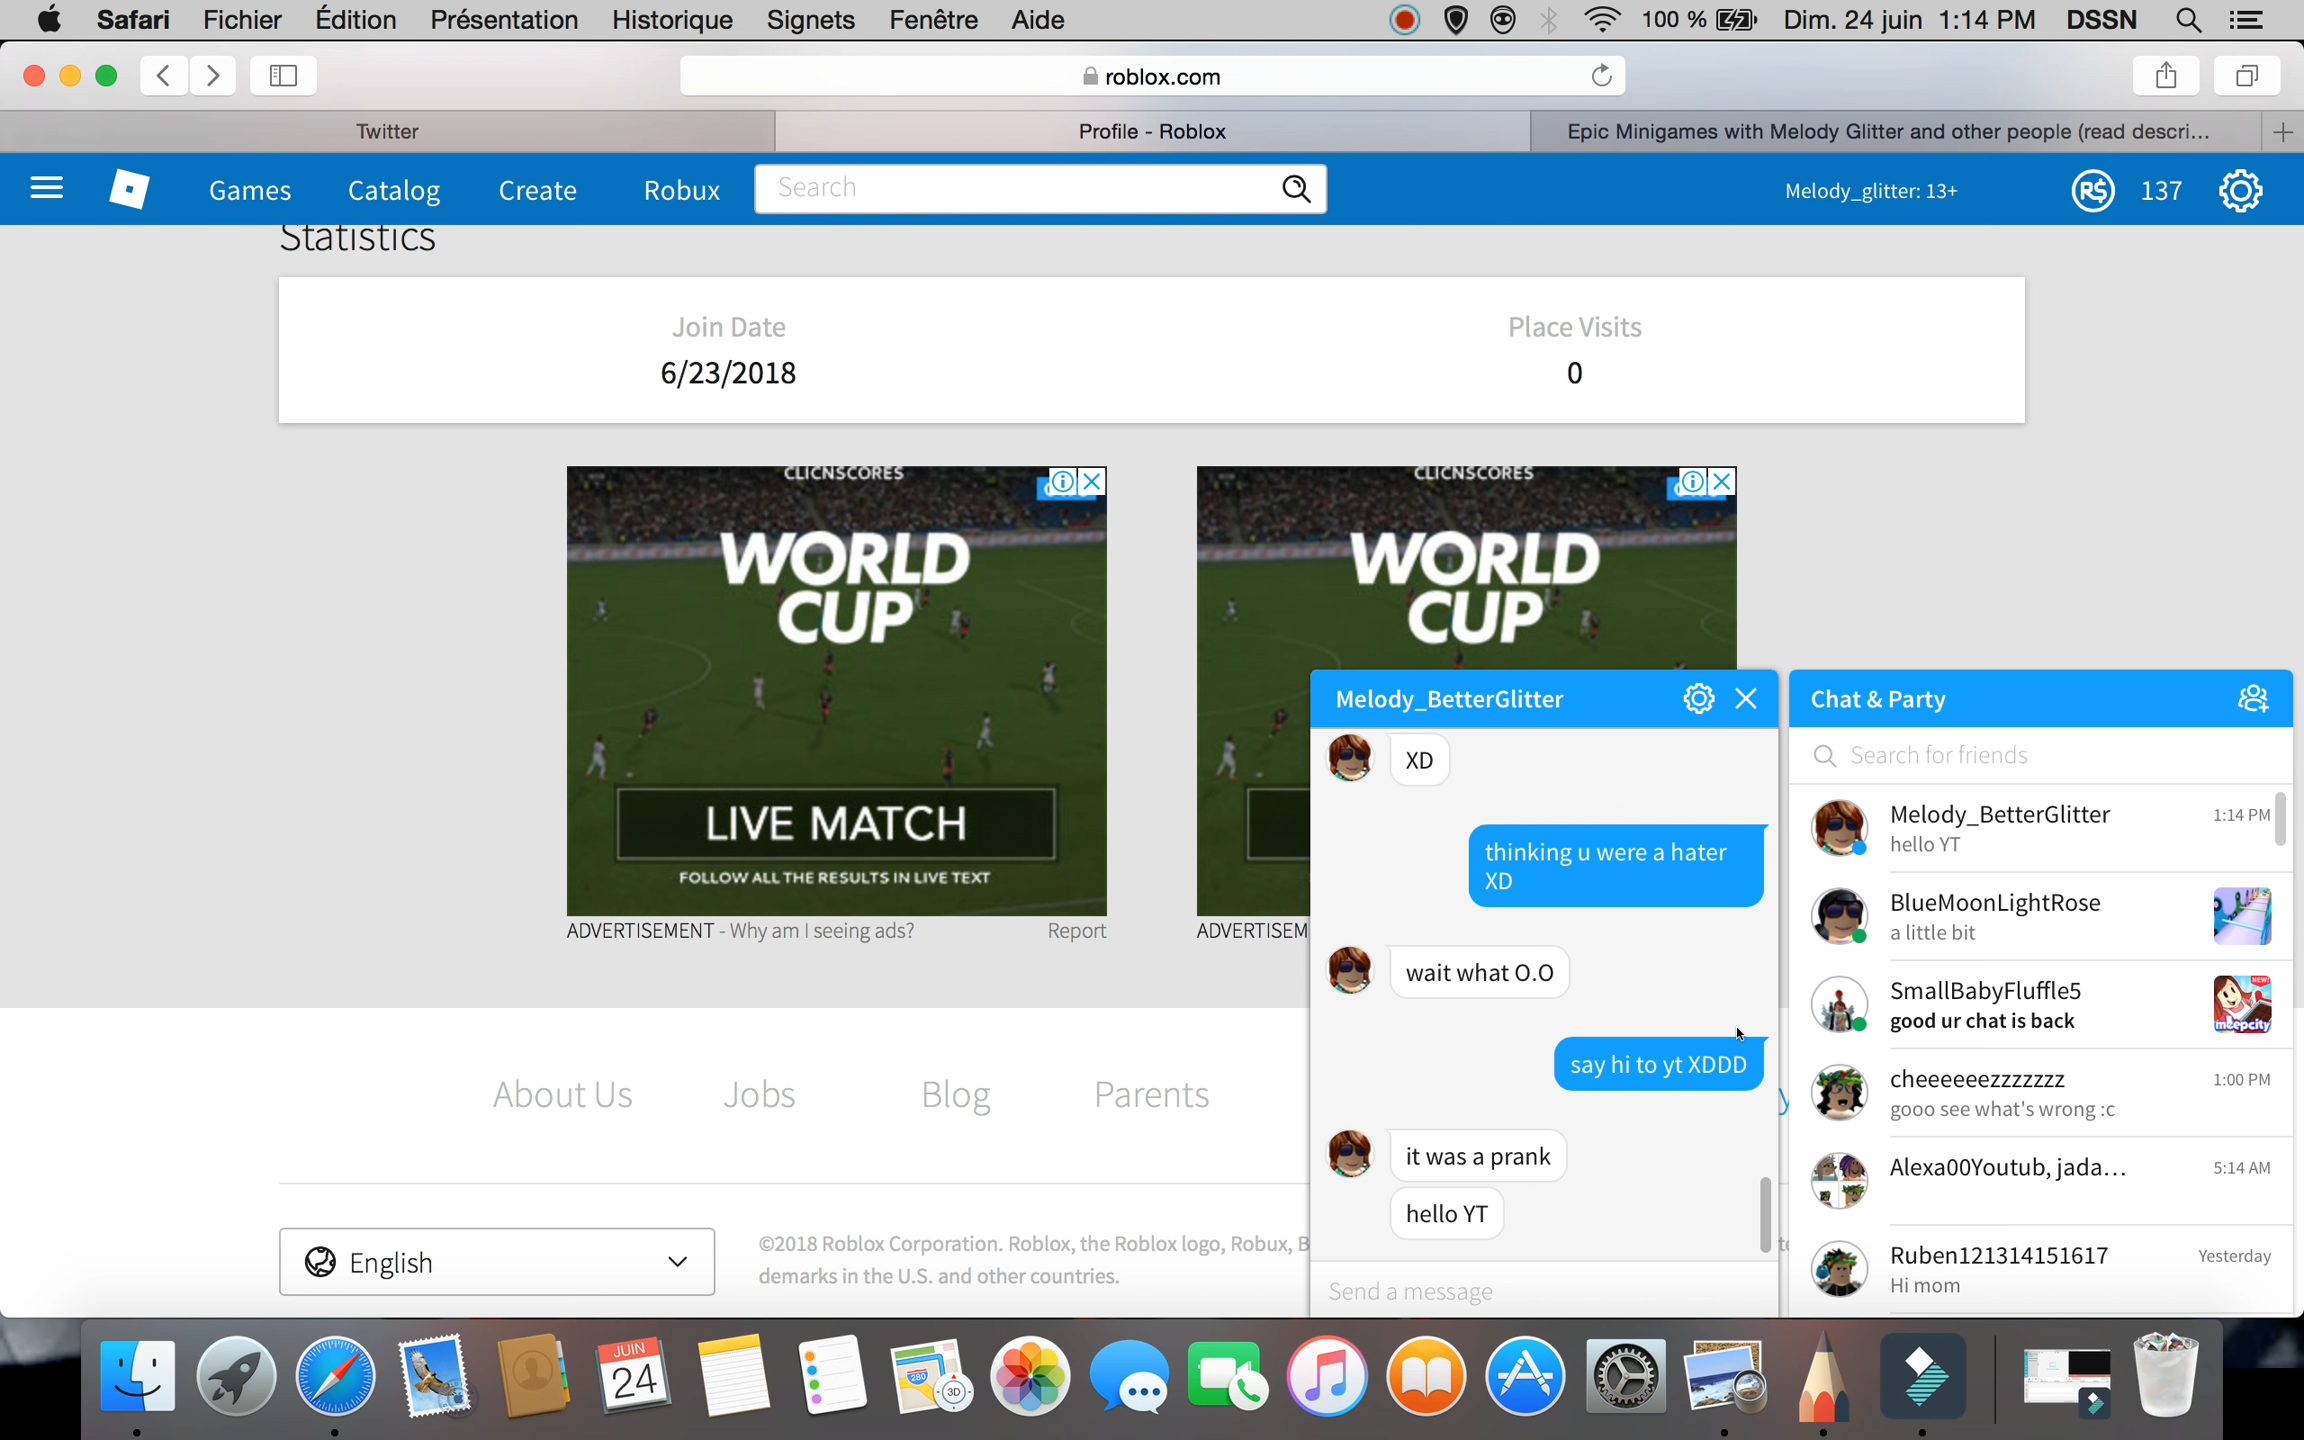 Safari Fichier Édition Présentation Historique Signets Fenêtre Aide 100 % Dim. 24 juin 1:14 PM DSSN
roblox.com
Twitter
Profile - Roblox
Epic Minigames with Melody Glitter and other people (read descri...
Games Catalog Create Robux Search Melody_glitter: 13+ R$ 137
Statistics
Join Date
6/23/2018
Place Visits
0
CLICNSCORES
WORLD
CUP
LIVE MATCH
FOLLOW ALL THE RESULTS IN LIVE TEXT
ADVERTISEMENT - Why am I seeing ads? Report
CLICNSCORES
WORLD
CUP
ADVERTISEM
Melody_BetterGlitter
XD
thinking u were a hater
XD
wait what O.O
say hi to yt XDDD
it was a prank
hello YT
Send a message
Chat & Party
Search for friends
Melody_BetterGlitter 1:14 PM
hello YT
BlueMoonLightRose
a little bit
SmallBabyFluffle5
good ur chat is back
NEW
meepcity
cheeeeeezzzzzzz 1:00 PM
gooo see what's wrong :c
Alexa00Youtub, jada... 5:14 AM
Ruben121314151617 Yesterday
Hi mom
About Us Jobs Blog Parents
English
©2018 Roblox Corporation. Roblox, the Roblox logo, Robux, B
demarks in the U.S. and other countries.
JUIN
24
280
3D